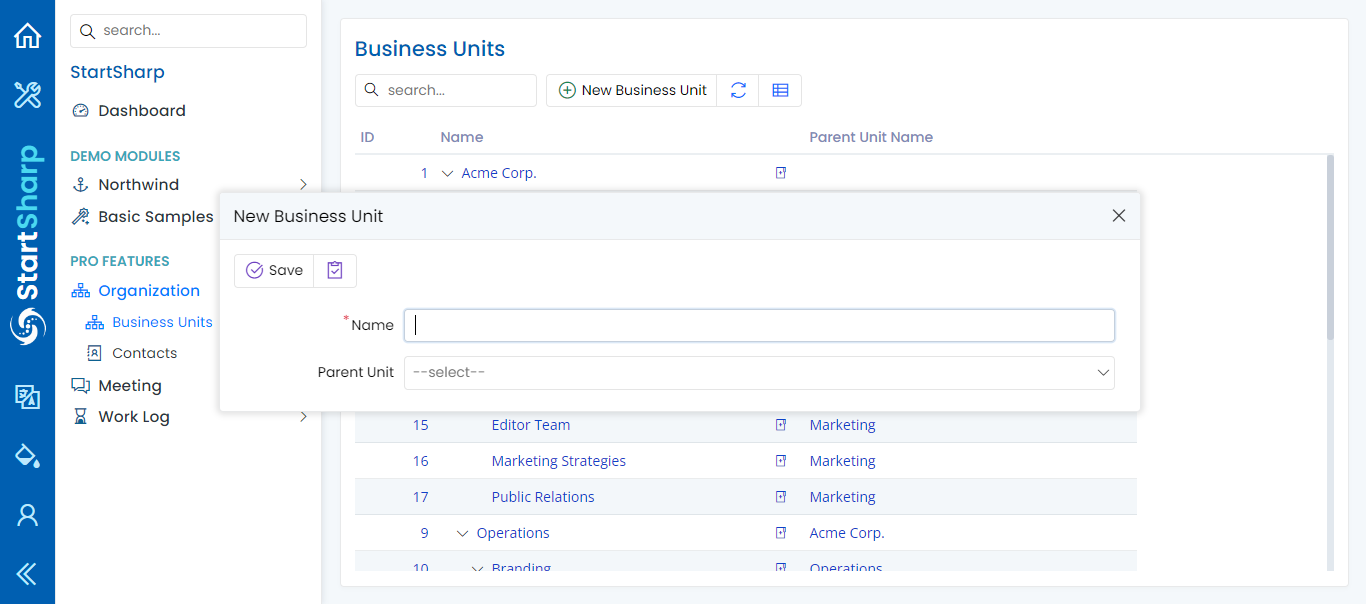 StartSharp
search...
StartSharp
Dashboard
DEMO MODULES
Northwind
Basic Samples
PRO FEATURES
Organization
Business Units
Contacts
Meeting
Work Log
Business Units
search...
New Business Unit
ID Name Parent Unit Name
1 Acme Corp.
New Business Unit
Save
* Name
Parent Unit --select--
15 Editor Team Marketing
16 Marketing Strategies Marketing
17 Public Relations Marketing
9 Operations Acme Corp.
10 Branding Operations